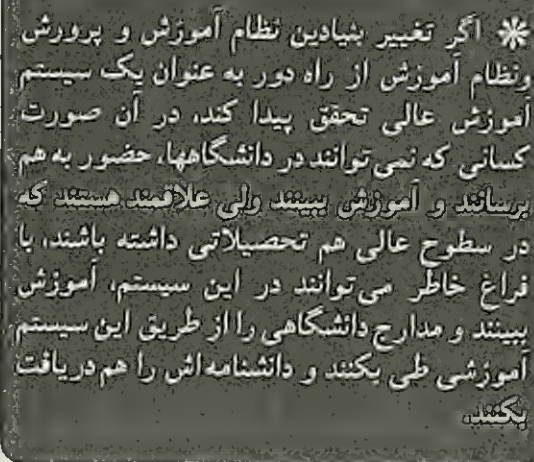 ❋ اگر تغییر بنیادین نظام آموزش و پرورش
ونظام آموزش از راه دور به عنوان یک سیستم
آموزش عالی تحقق پیدا کند، در آن صورت
کسانی که نمی‌توانند در دانشگاهها، حضور به هم
برسانند و آموزش ببینند ولی علاقمند هستند که
در سطوح عالی هم تحصیلاتی داشته باشند، با
فراغ خاطر می‌توانند در این سیستم، آموزش
ببینند و مدارج دانشگاهی را از طریق این سیستم
آموزشی طی بکنند و دانشنامه‌اش را هم دریافت
بکنند.